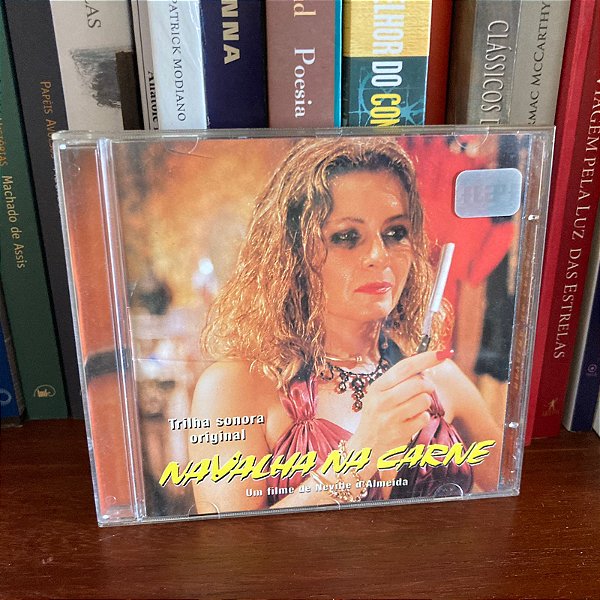 PATRICK MODIANO
NNA
Poesia
LHOR DO CON
CLÁSSICOS
MAC McCARTHY
VIAGEM PELA LUZ DAS ESTRELAS
Machado de Assis
Trilha sonora
original
NAVALHA NA CARNE
Um filme de Neville d'Almeida